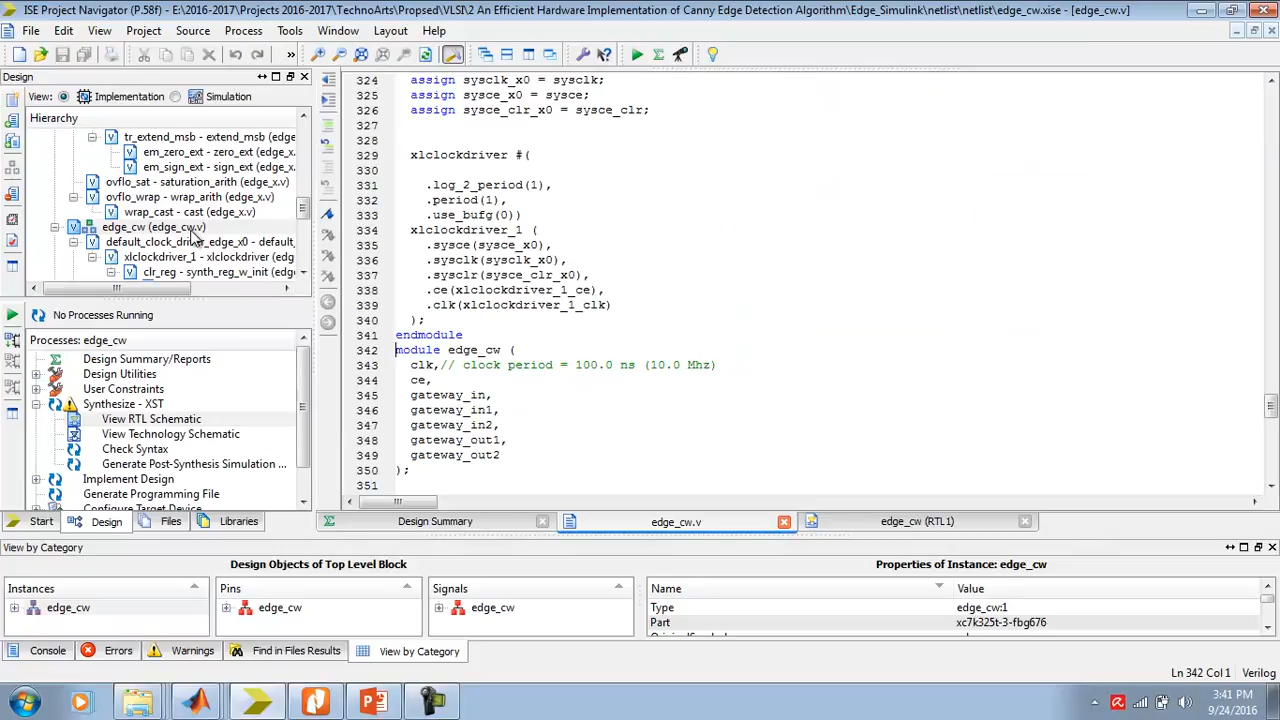 ISE Project Navigator (P.58f) - E:\2016-2017\Projects 2016-2017\TechnoArts\Propsed\VLSI\2 An Efficient Hardware Implementation of Canny Edge Detection Algorithm\Edge_Simulink\netlist\netlist\edge_cw.xise - [edge_cw.v]
File Edit View Project Source Process Tools Window Layout Help
Design
View: Implementation Simulation
Hierarchy
tr_extend_msb - extend_msb (edge
em_zero_ext - zero_ext (edge_x.
em_sign_ext - sign_ext (edge_x.
ovflo_sat - saturation_arith (edge_x.v)
ovflo_wrap - wrap_arith (edge_x.v)
wrap_cast - cast (edge_x.v)
edge_cw (edge_cw.v)
default_clock_driver_edge_x0 - default_
xlclockdriver_1 - xlclockdriver (edge
clr_reg - synth_reg_w_init (edge
No Processes Running
Processes: edge_cw
Design Summary/Reports
Design Utilities
User Constraints
Synthesize - XST
View RTL Schematic
View Technology Schematic
Check Syntax
Generate Post-Synthesis Simulation ...
Implement Design
Generate Programming File
Configure Target Device
Start Design Files Libraries
324 assign sysclk_x0 = sysclk;
325 assign sysce_x0 = sysce;
326 assign sysce_clr_x0 = sysce_clr;
327
328
329 xlclockdriver #(
330
331 .log_2_period(1),
332 .period(1),
333 .use_bufg(0))
334 xlclockdriver_1 (
335 .sysce(sysce_x0),
336 .sysclk(sysclk_x0),
337 .sysclr(sysce_clr_x0),
338 .ce(xlclockdriver_1_ce),
339 .clk(xlclockdriver_1_clk)
340 );
341 endmodule
342 module edge_cw (
343 clk,// clock period = 100.0 ns (10.0 Mhz)
344 ce,
345 gateway_in,
346 gateway_in1,
347 gateway_in2,
348 gateway_out1,
349 gateway_out2
350 );
351
Design Summary edge_cw.v edge_cw (RTL1)
View by Category
Design Objects of Top Level Block
Properties of Instance: edge_cw
Instances Pins Signals Name Value
edge_cw edge_cw edge_cw Type edge_cw:1
Part xc7k325t-3-fbg676
Console Errors Warnings Find in Files Results View by Category
Ln 342 Col 1 Verilog
3:41 PM
9/24/2016